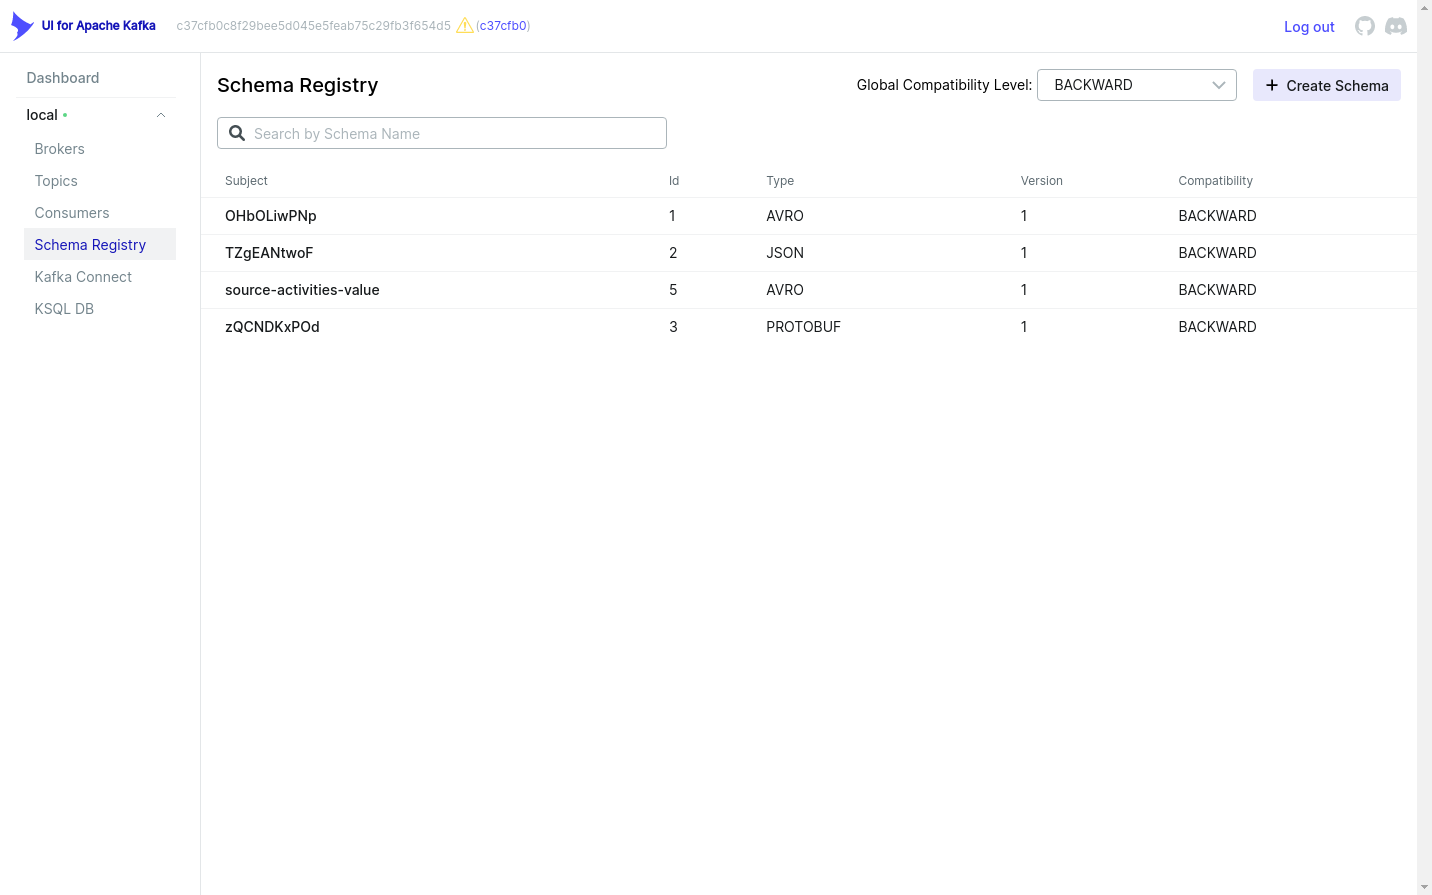 UI for Apache Kafka
c37cfb0c8f29bee5d045e5feab75c29fb3f654d5 (c37cfb0)
Log out
Dashboard
local
Brokers
Topics
Consumers
Schema Registry
Kafka Connect
KSQL DB
Schema Registry
Global Compatibility Level: BACKWARD
Create Schema
Search by Schema Name
Subject Id Type Version Compatibility
OHbOLiwPNp 1 AVRO 1 BACKWARD
TZgEANtwoF 2 JSON 1 BACKWARD
source-activities-value 5 AVRO 1 BACKWARD
zQCNDKxPOd 3 PROTOBUF 1 BACKWARD